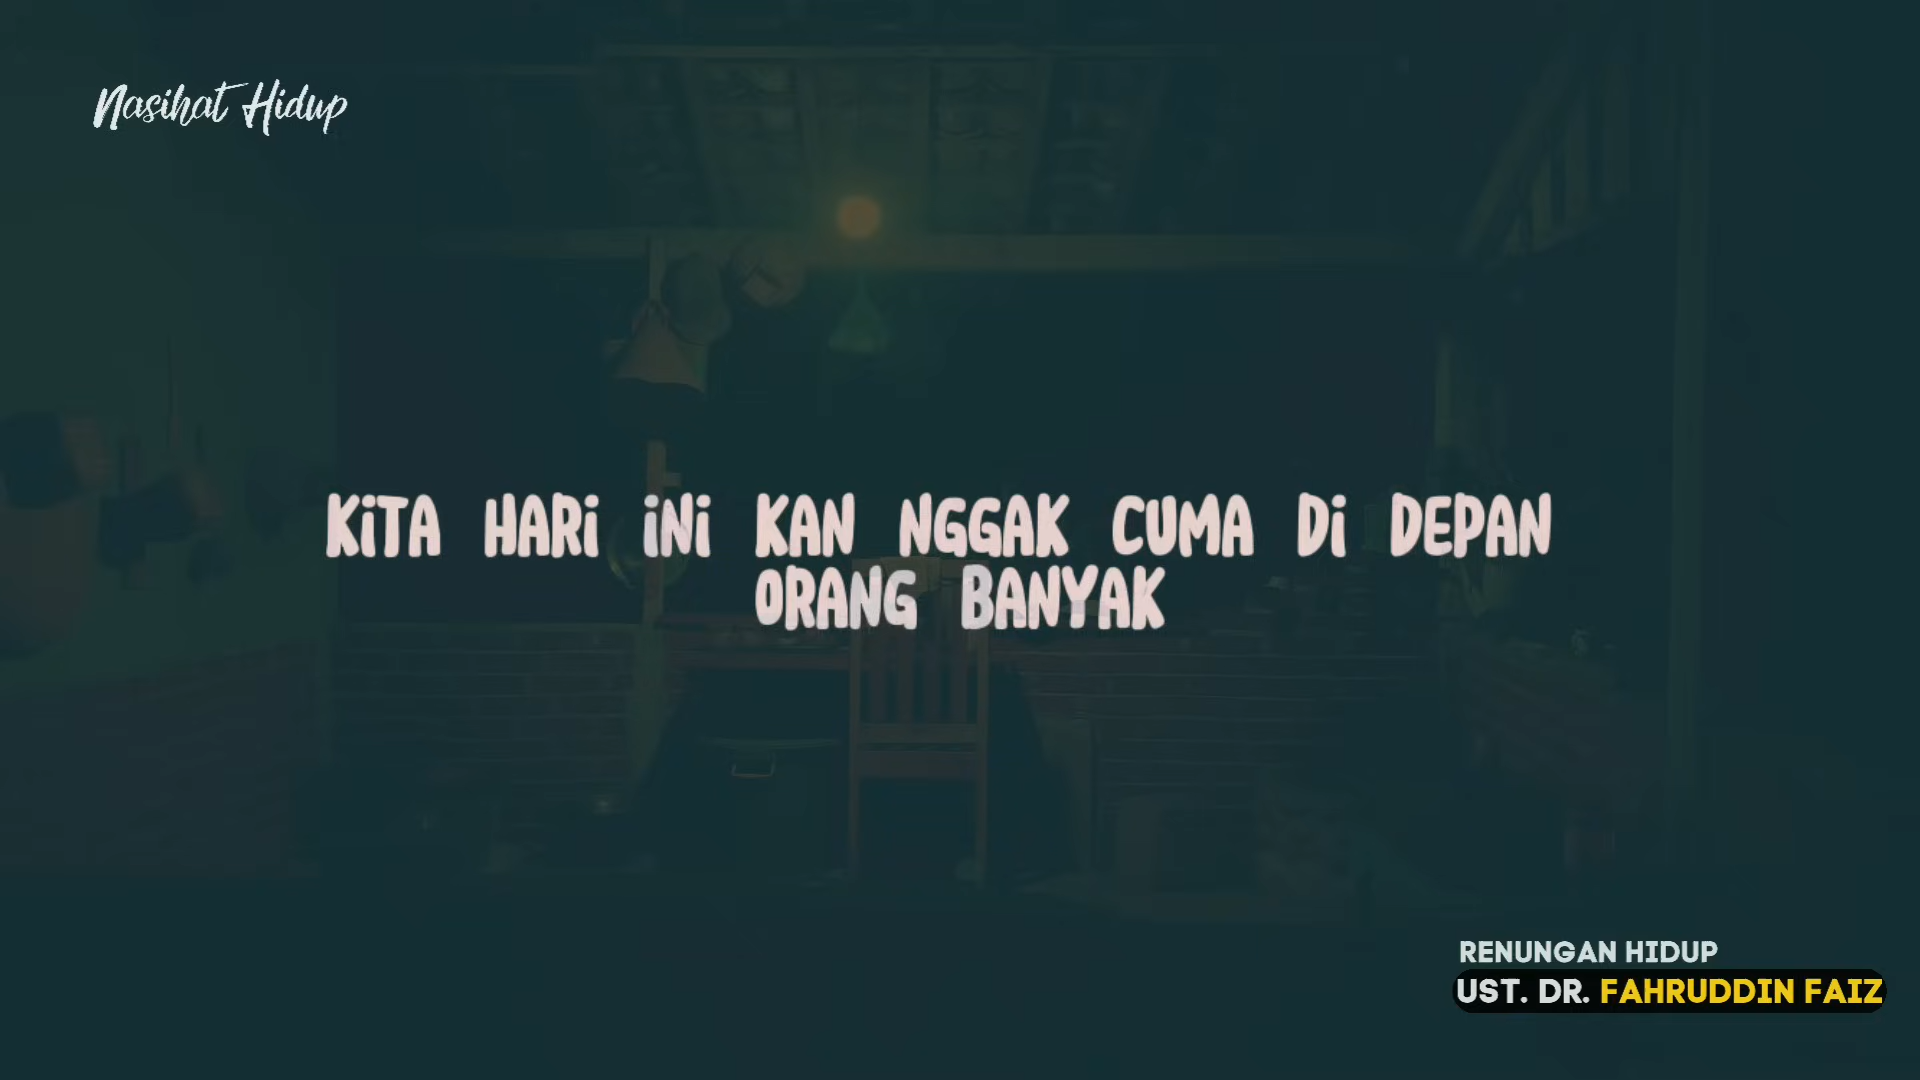 Nasihat Hidup
KiTA HARi iNi KAN NGGAK CUMA Di DEPAN
ORANG BANYAK
RENUNGAN HIDUP
UST. DR. FAHRUDDIN FAIZ